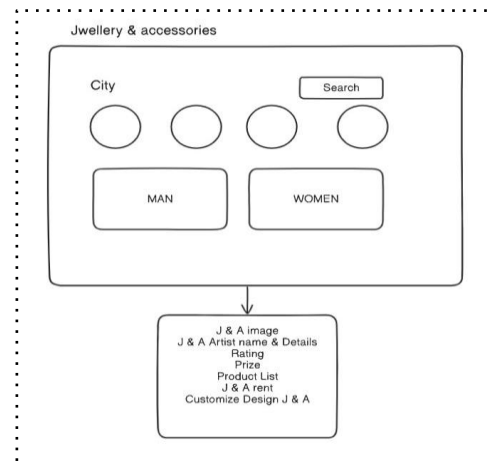 Jwellery & accessories
City
Search
MAN
WOMEN
J & A image
J & A Artist name & Details
Rating
Prize
Product List
J & A rent
Customize Design J & A